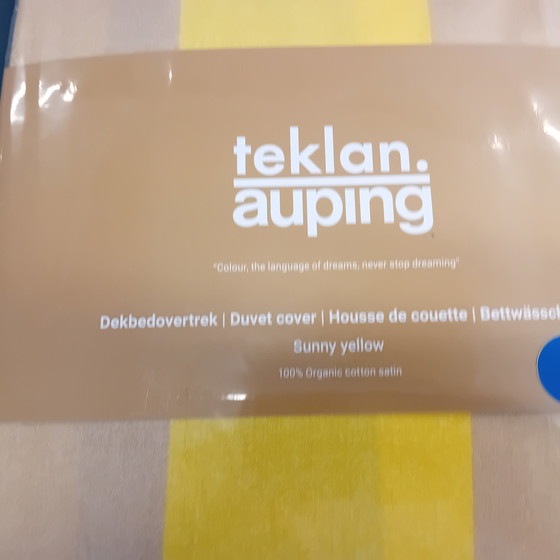 teklan.
auping
"Colour, the language of dreams, never stop dreaming"
Dekbedovertrek | Duvet cover | Housse de couette |
Sunny yellow
100% Organic cotton satin